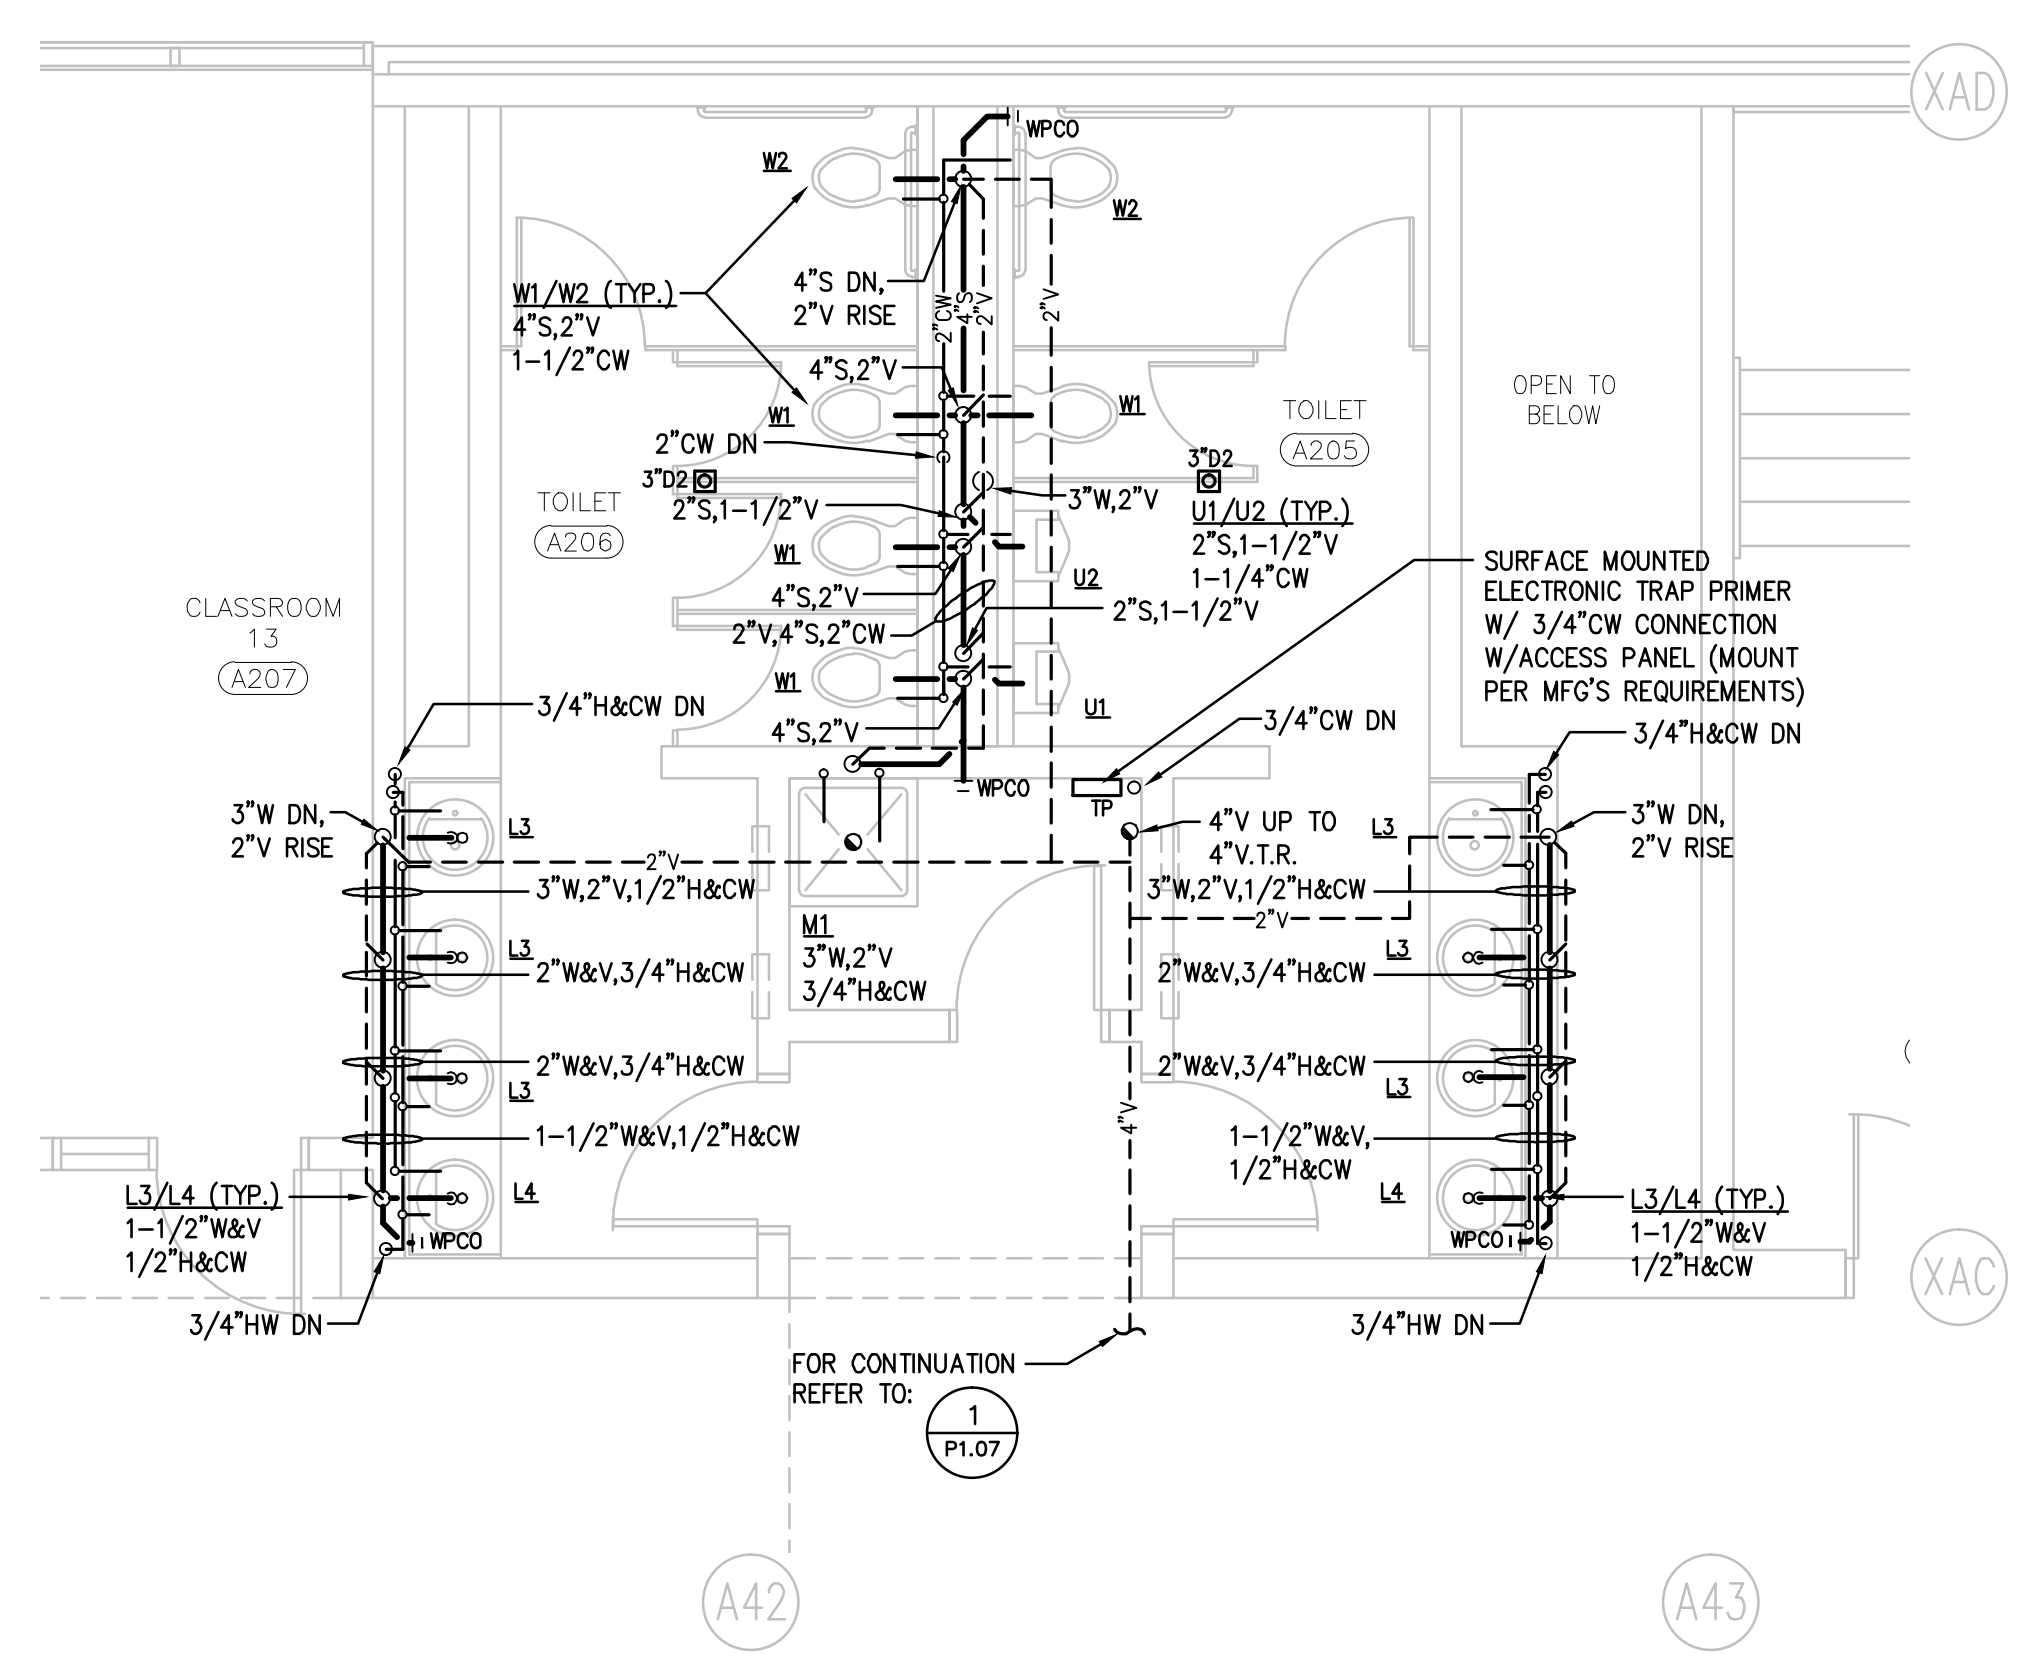 XAD
WPCO
W2
W2
W1/W2 (TYP.)
4"S,2"V
1-1/2"CW
4"S DN,
2"V RISE
2"CW
4"S
2"V
2"V
4"S,2"V
W1
W1
2"CW DN
3"D2
2"S,1-1/2"V
TOILET
A206
W1
4"S,2"V
2"V,4"S,2"CW
W1
4"S,2"V
TOILET
A205
3"D2
3"W,2"V
U1/U2 (TYP.)
2"S,1-1/2"V
1-1/4"CW
U2
2"S,1-1/2"V
U1
OPEN TO
BELOW
SURFACE MOUNTED
ELECTRONIC TRAP PRIMER
W/ 3/4"CW CONNECTION
W/ACCESS PANEL (MOUNT
PER MFG'S REQUIREMENTS)
CLASSROOM
13
A207
3/4"H&CW DN
3/4"CW DN
3/4"H&CW DN
WPCO
TP
3"W DN,
2"V RISE
L3
2"V
4"V UP TO
4"V.T.R.
L3
3"W DN,
2"V RISE
3"W,2"V,1/2"H&CW
3"W,2"V,1/2"H&CW
M1
3"W,2"V
3/4"H&CW
2"V
L3
L3
2"W&V,3/4"H&CW
2"W&V,3/4"H&CW
2"W&V,3/4"H&CW
2"W&V,3/4"H&CW
L3
L3
4"V
1-1/2"W&V,1/2"H&CW
1-1/2"W&V,
1/2"H&CW
L3/L4 (TYP.)
1-1/2"W&V
1/2"H&CW
L4
L4
L3/L4 (TYP.)
1-1/2"W&V
1/2"H&CW
WPCO
WPCO
XAC
3/4"HW DN
3/4"HW DN
FOR CONTINUATION
REFER TO:
1
P1.07
A42
A43